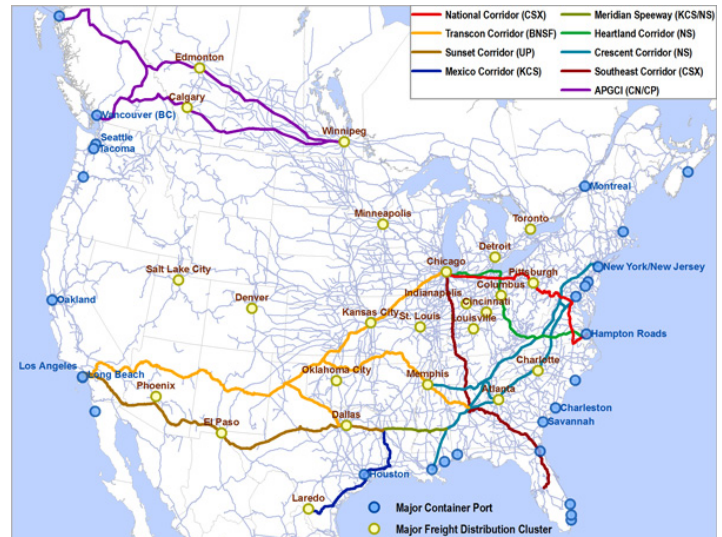 National Corridor (CSX)
Transcon Corridor (BNSF)
Sunset Corridor (UP)
Mexico Corridor (KCS)
Meridian Speeway (KCS/NS)
Heartland Corridor (NS)
Crescent Corridor (NS)
Southeast Corridor (CSX)
APGCI (CN/CP)
Edmonton
Calgary
Vancouver (BC)
Winnipeg
Seattle
Tacoma
Montreal
Minneapolis
Toronto
Detroit
Chicago
Pittsburgh
New York/New Jersey
Salt Lake City
Columbus
Indianapolis
Denver
Cincinnati
Oakland
Kansas City
St. Louis
Louisville
Hampton Roads
Los Angeles
Long Beach
Oklahoma City
Memphis
Charlotte
Phoenix
Atlanta
Charleston
El Paso
Dallas
Savannah
Houston
Laredo
Major Container Port
Major Freight Distribution Cluster